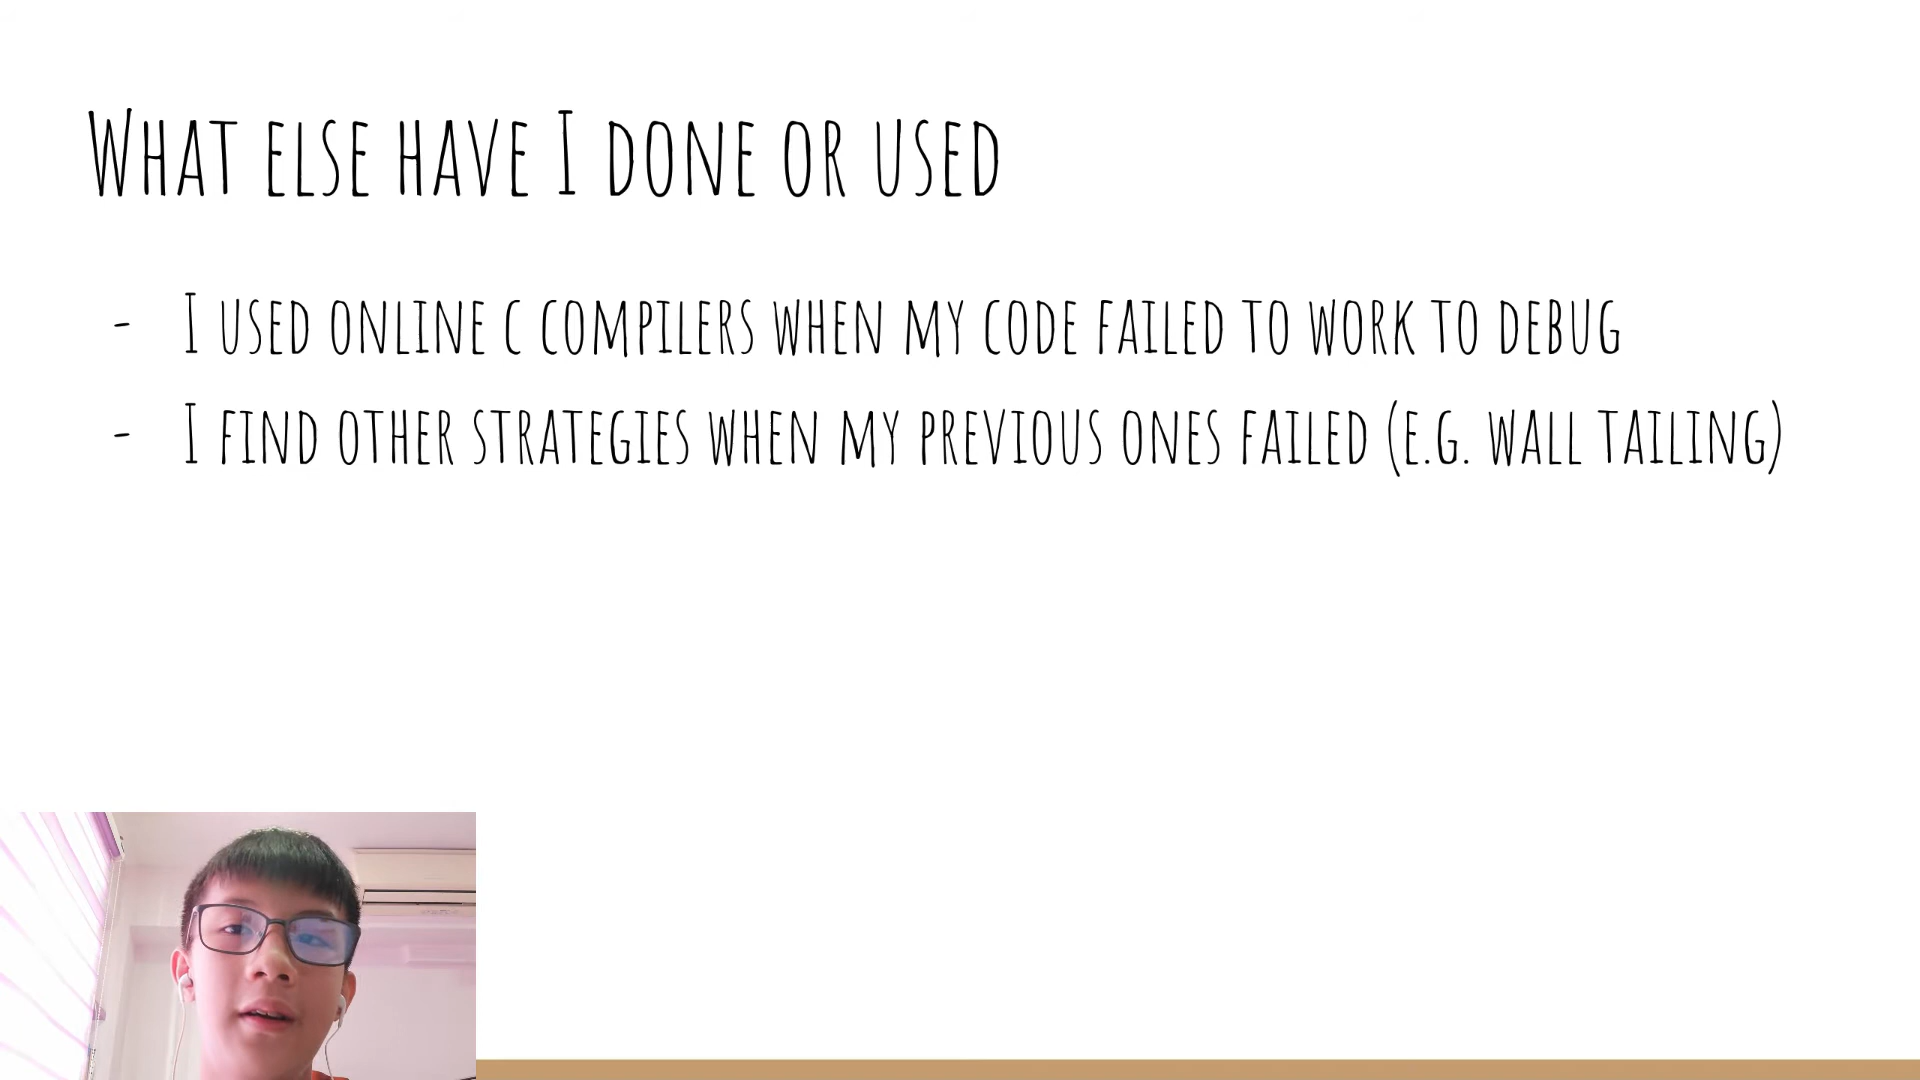 What else have I done or used
- I used online c compilers when my code failed to work to debug
- I find other strategies when my previous ones failed (e.g. wall tailing)